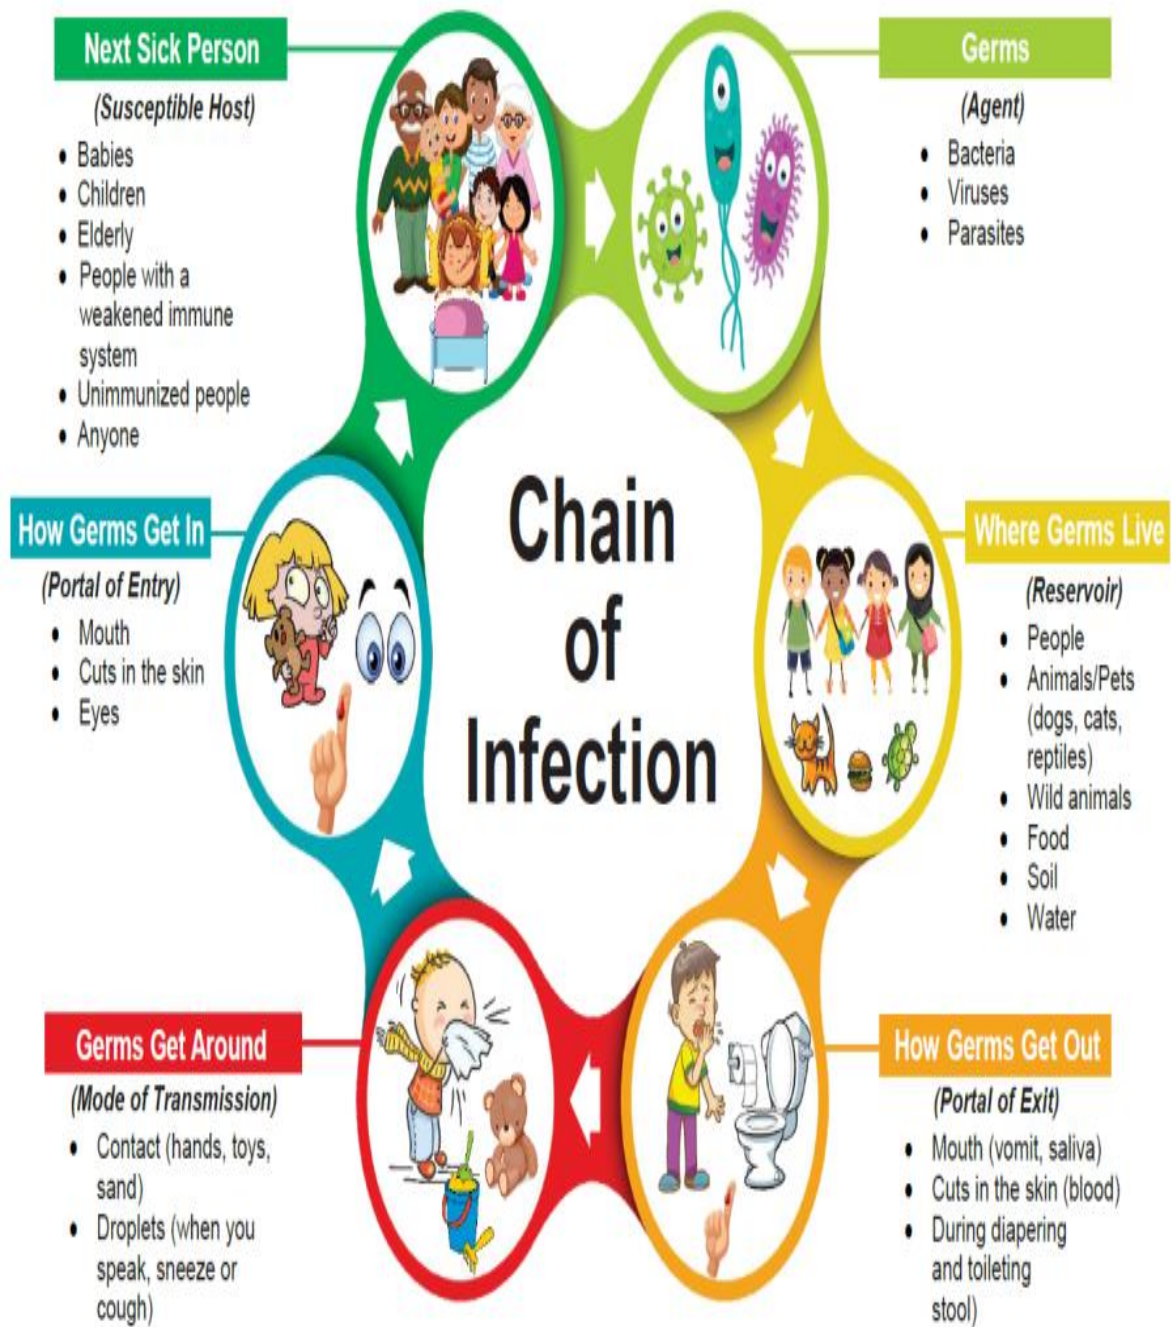 Next Sick Person
(Susceptible Host)
• Babies
• Children
• Elderly
• People with a
weakened immune
system
• Unimmunized people
• Anyone
Germs
(Agent)
• Bacteria
• Viruses
• Parasites
Chain
of
Infection
How Germs Get In
(Portal of Entry)
• Mouth
• Cuts in the skin
• Eyes
Where Germs Live
(Reservoir)
• People
• Animals/Pets
(dogs, cats,
reptiles)
• Wild animals
• Food
• Soil
• Water
Germs Get Around
(Mode of Transmission)
• Contact (hands, toys,
sand)
• Droplets (when you
speak, sneeze or
cough)
How Germs Get Out
(Portal of Exit)
• Mouth (vomit, saliva)
• Cuts in the skin (blood)
• During diapering
and toileting
stool)